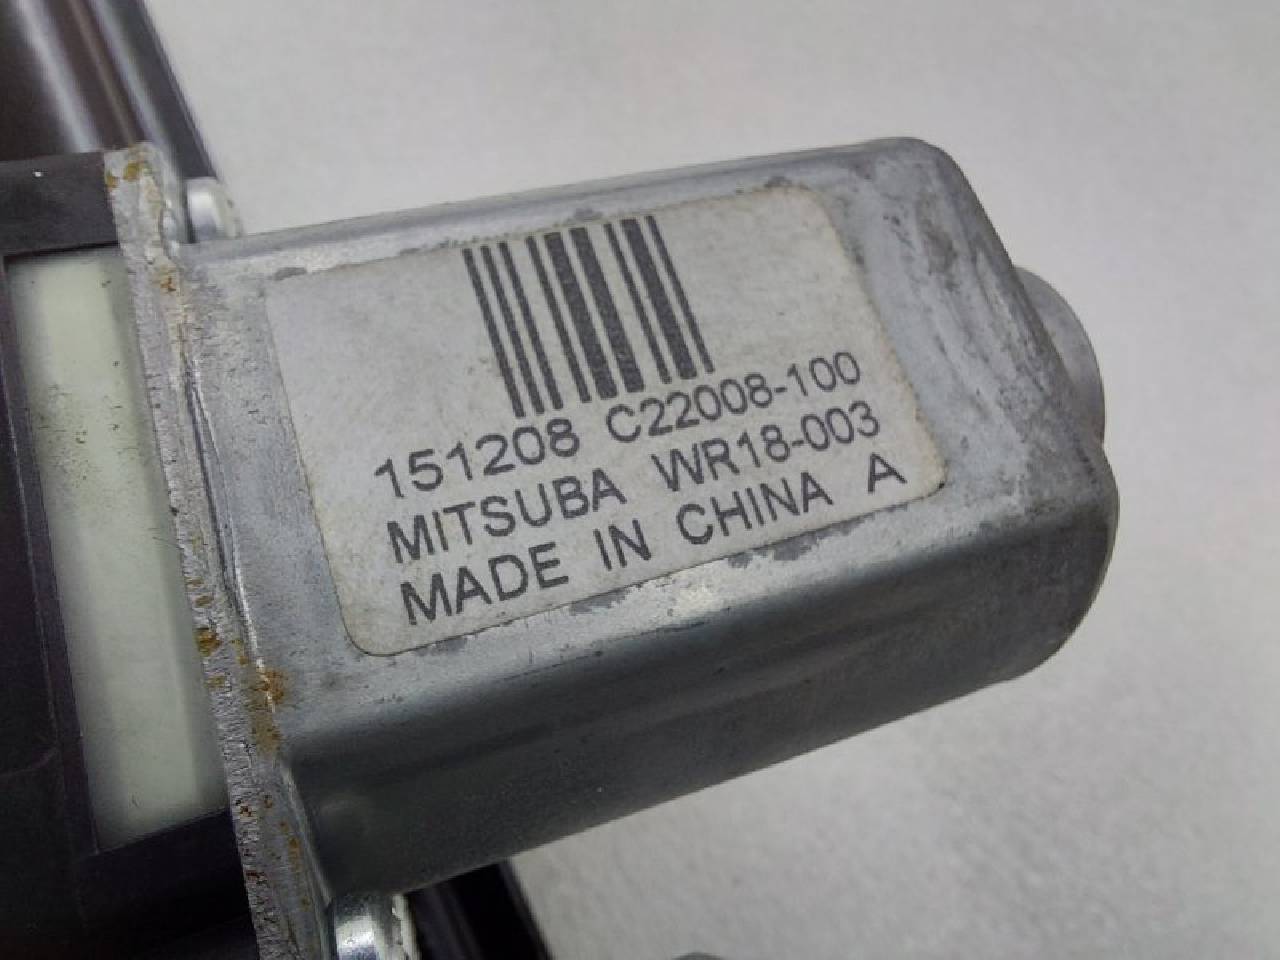 151208 C22008-100
MITSUBA WR18-003
MADE IN CHINA A